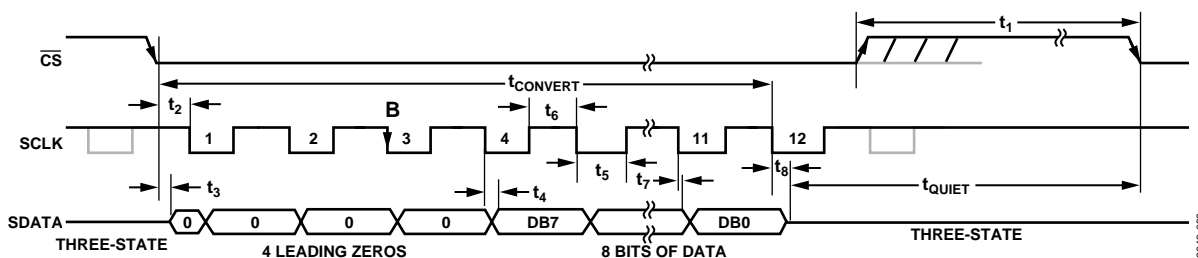 t1
CS
tCONVERT
t2
B
t6
SCLK
1
2
3
4
11
12
t3
t4
t5
t7
t8
tQUIET
SDATA
0
0
0
0
DB7
DB0
THREE-STATE
4 LEADING ZEROS
8 BITS OF DATA
THREE-STATE